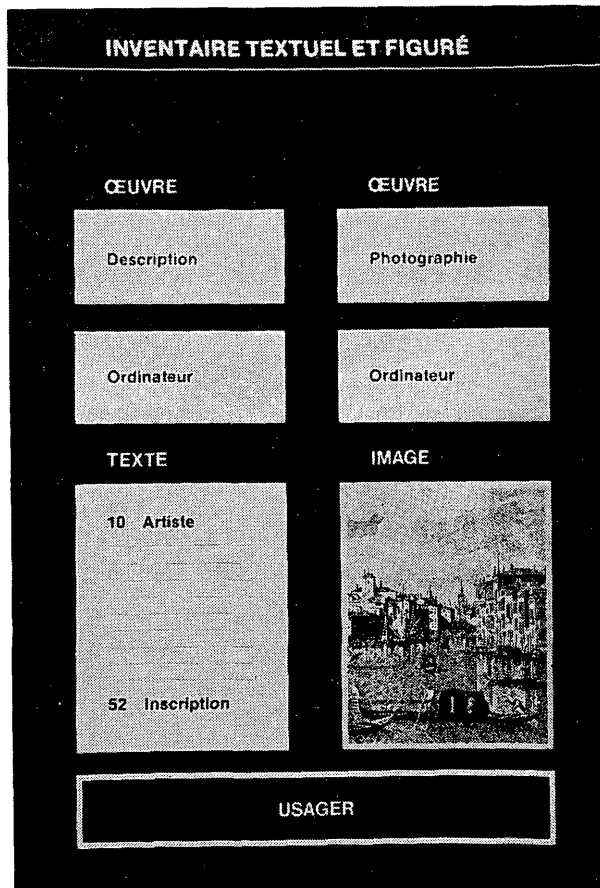 INVENTAIRE TEXTUEL ET FIGURÉ
ŒUVRE
ŒUVRE
Description
Photographie
Ordinateur
Ordinateur
TEXTE
IMAGE
10 Artiste
52 Inscription
USAGER